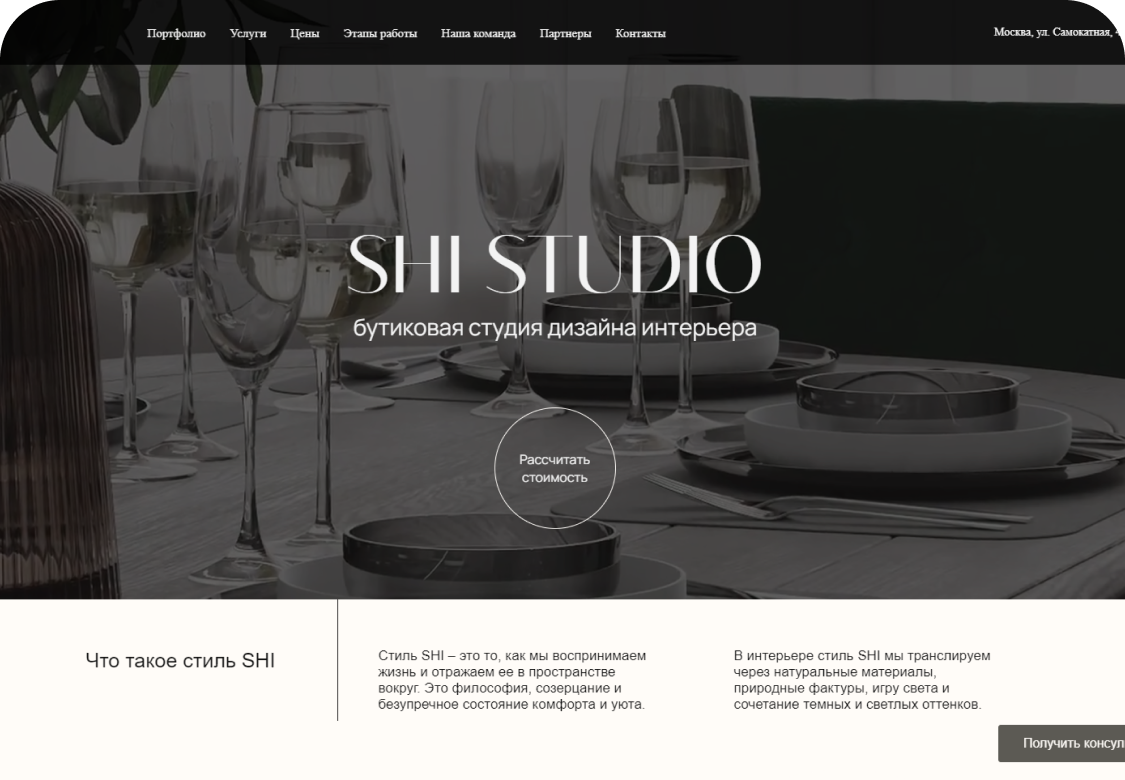 Портфолио Услуги Цены Этапы работы Наша команда Партнеры Контакты
Москва, ул. Самокатная,
SHI STUDIO
бутиковая студия дизайна интерьера
Рассчитать
стоимость
Что такое стиль SHI
Стиль SHI – это то, как мы воспринимаем
жизнь и отражаем ее в пространстве
вокруг. Это философия, созерцание и
безупречное состояние комфорта и уюта.
В интерьере стиль SHI мы транслируем
через натуральные материалы,
природные фактуры, игру света и
сочетание темных и светлых оттенков.
Получить